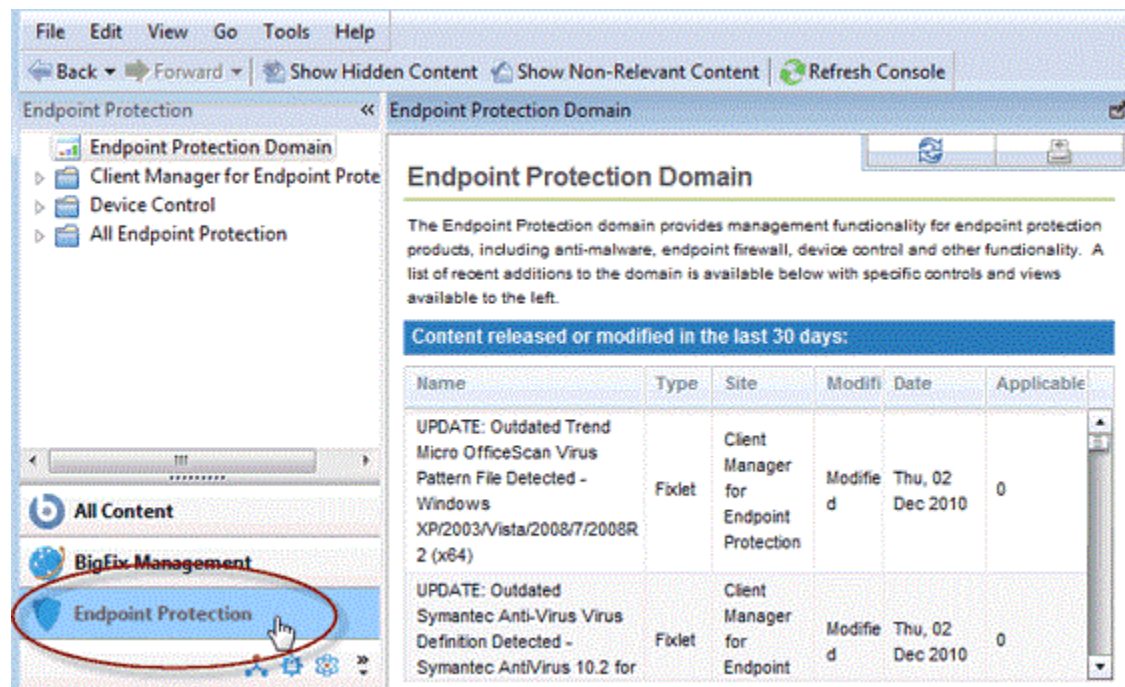 File Edit View Go Tools Help
Back Forward Show Hidden Content Show Non-Relevant Content Refresh Console
Endpoint Protection
Endpoint Protection Domain
Client Manager for Endpoint Prote
Device Control
All Endpoint Protection
All Content
BigFix Management
Endpoint Protection
Endpoint Protection Domain
Endpoint Protection Domain
The Endpoint Protection domain provides management functionality for endpoint protection
products, including anti-malware, endpoint firewall, device control and other functionality. A
list of recent additions to the domain is available below with specific controls and views
available to the left.
Content released or modified in the last 30 days:
Name Type Site Modifi Date Applicable
UPDATE: Outdated Trend
Micro OfficeScan Virus
Pattern File Detected -
Windows
XP/2003/Vista/2008/7/2008R
2 (x64)
Fixlet
Client
Manager
for
Endpoint
Protection
Modifie
d
Thu, 02
Dec 2010
0
UPDATE: Outdated
Symantec Anti-Virus Virus
Definition Detected -
Symantec AntiVirus 10.2 for
Fixlet
Client
Manager
for
Endpoint
Modifie
d
Thu, 02
Dec 2010
0